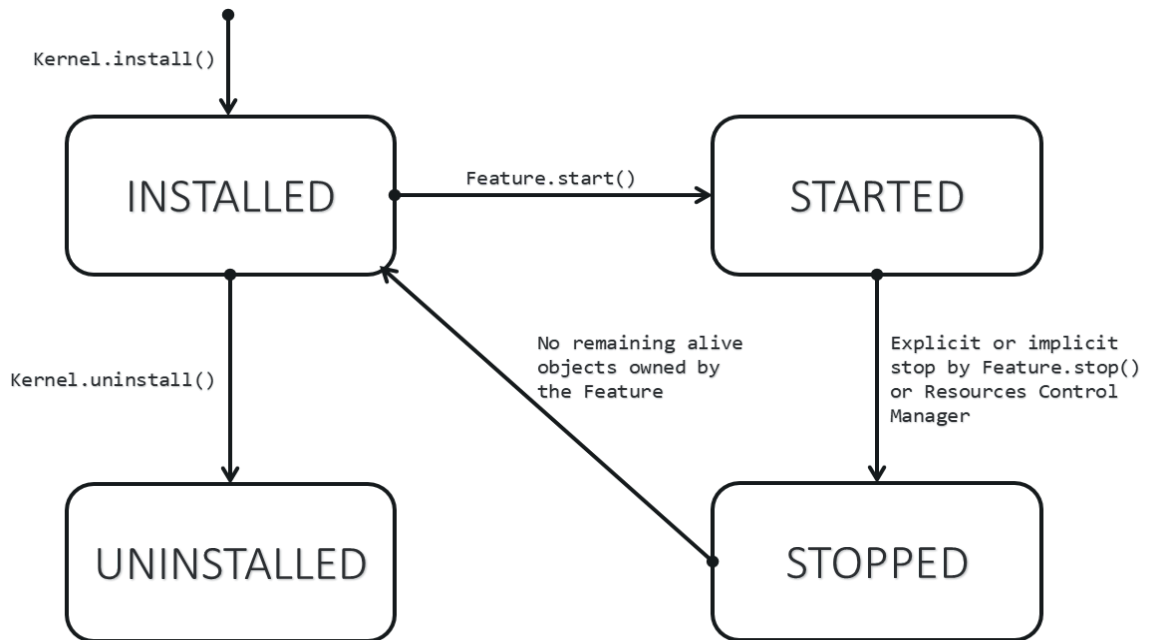 Kernel.install()
INSTALLED
Feature.start()
STARTED
No remaining alive
objects owned by
the Feature
Explicit or implicit
stop by Feature.stop()
or Resources Control
Manager
Kernel.uninstall()
UNINSTALLED
STOPPED